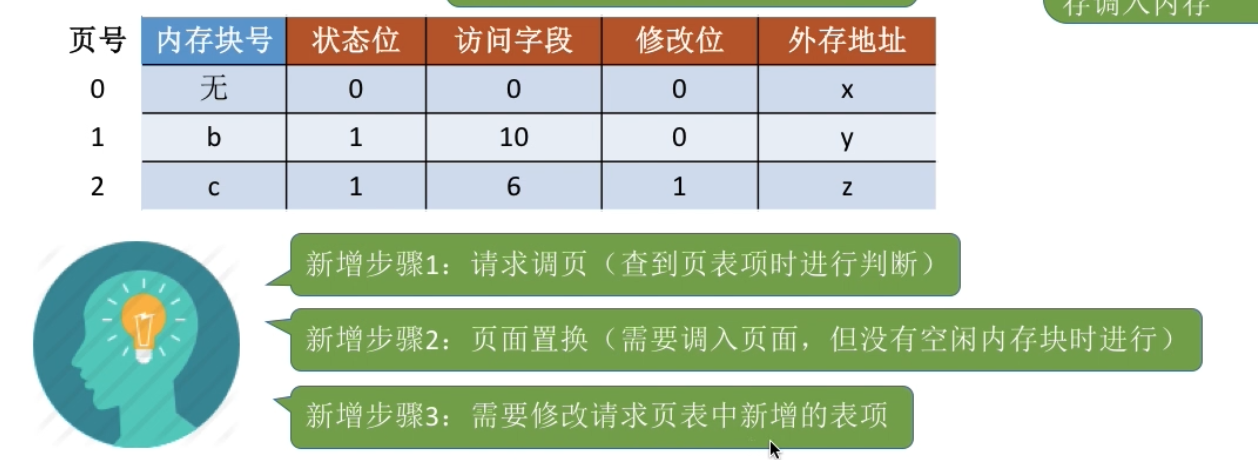 存调入内存
页号 内存块号 状态位 访问字段 修改位 外存地址
0 无 0 0 0 x
1 b 1 10 0 y
2 c 1 6 1 z
新增步骤1：请求调页（查到页表项时进行判断）
新增步骤2：页面置换（需要调入页面，但没有空闲内存块时进行）
新增步骤3：需要修改请求页表中新增的表项